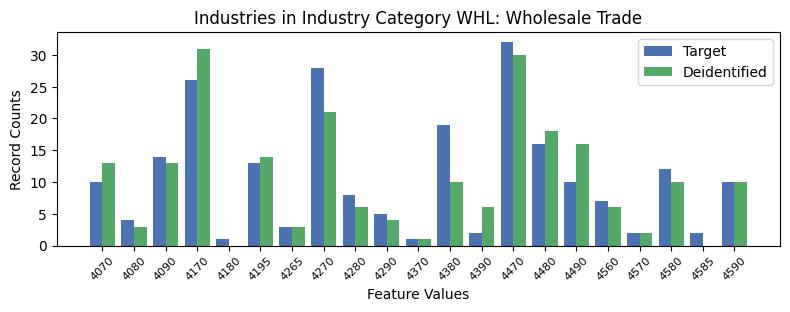 Industries in Industry Category WHL: Wholesale Trade
Target
Deidentified
Record Counts
30
25
20
15
10
5
0
4070 4080 4090 4170 4180 4195 4265 4270 4280 4290 4370 4380 4390 4470 4480 4490 4560 4570 4580 4585 4590
Feature Values